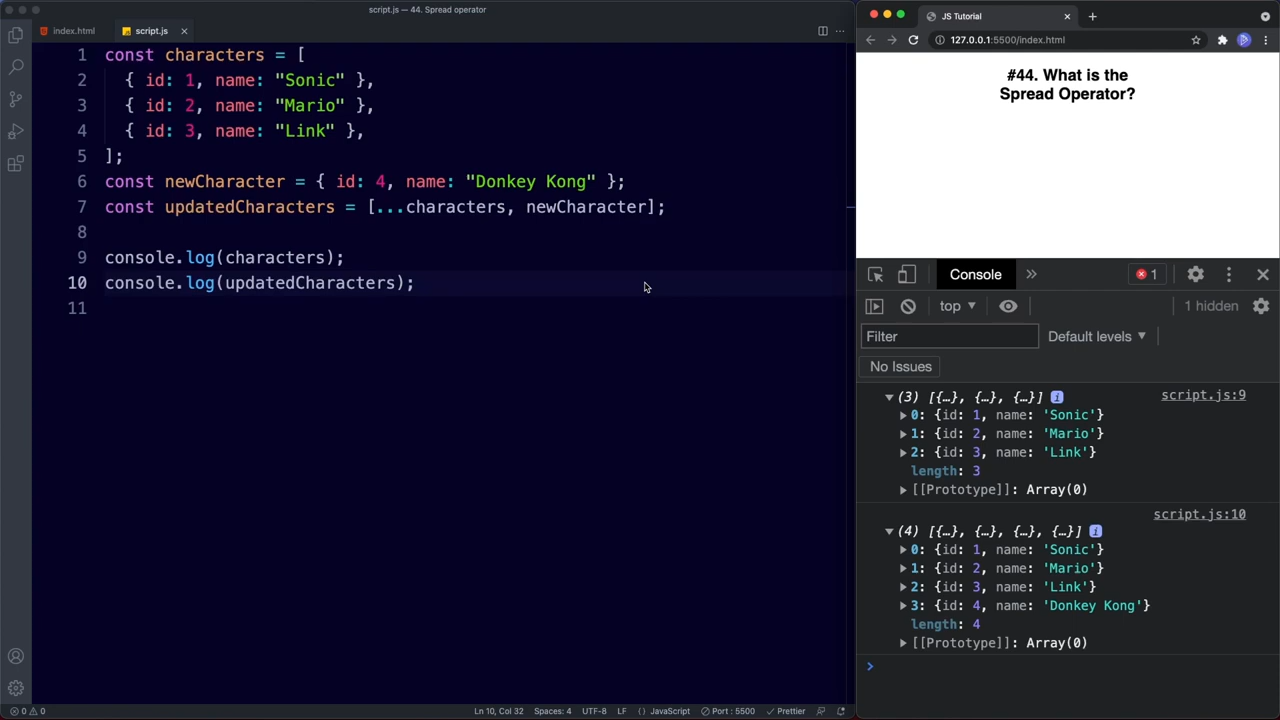 script.js — 44. Spread operator
index.html
script.js
1 const characters = [
2 { id: 1, name: "Sonic" },
3 { id: 2, name: "Mario" },
4 { id: 3, name: "Link" },
5 ];
6 const newCharacter = { id: 4, name: "Donkey Kong" };
7 const updatedCharacters = [...characters, newCharacter];
8
9 console.log(characters);
10 console.log(updatedCharacters);
11
0 0
Ln 10, Col 32 Spaces: 4 UTF-8 LF {} JavaScript Port : 5500 Prettier
JS Tutorial
127.0.0.1:5500/index.html
#44. What is the
Spread Operator?
Console » 1
top 1 hidden
Filter Default levels
No Issues
(3) [{…}, {…}, {…}] i script.js:9
0: {id: 1, name: 'Sonic'}
1: {id: 2, name: 'Mario'}
2: {id: 3, name: 'Link'}
length: 3
[[Prototype]]: Array(0)
script.js:10
(4) [{…}, {…}, {…}, {…}] i
0: {id: 1, name: 'Sonic'}
1: {id: 2, name: 'Mario'}
2: {id: 3, name: 'Link'}
3: {id: 4, name: 'Donkey Kong'}
length: 4
[[Prototype]]: Array(0)